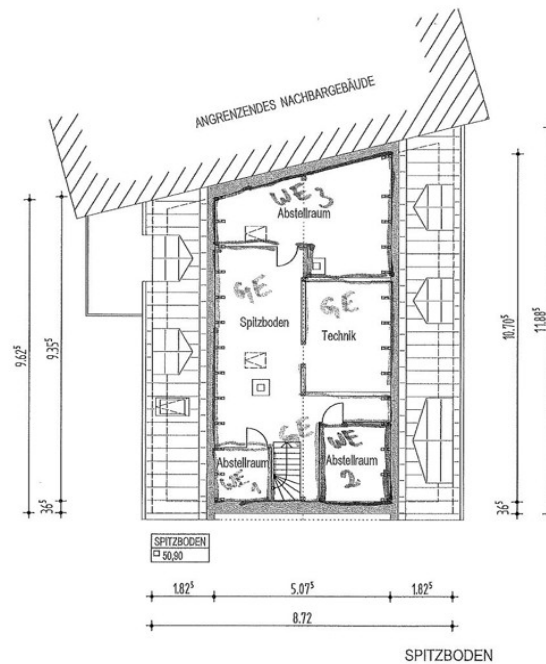 ANGRENZENDES NACHBARGEBÄUDE
WE 3
Abstellraum
GE
Spitzboden
GE
Technik
GE
Abstellraum
WE 1
WE
Abstellraum
2
9.62⁵
9.35⁵
36⁵
10.70⁵
11.88⁵
36⁵
SPITZBODEN
50,90
1.82⁵
5.07⁵
1.82⁵
8.72
SPITZBODEN